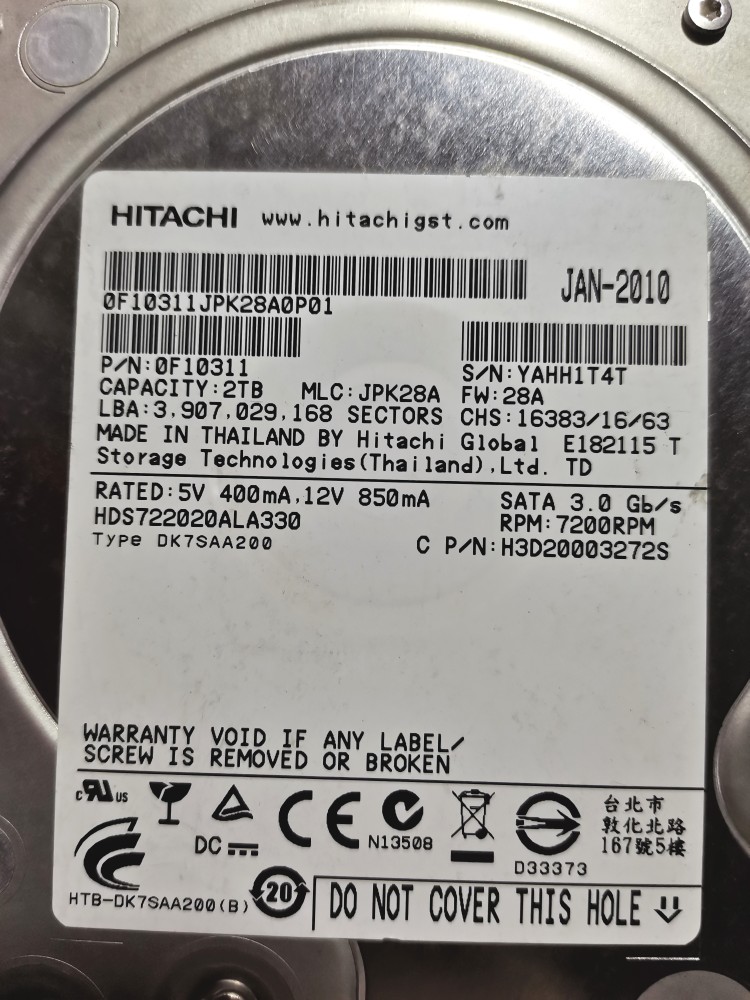 HITACHI www.hitachigst.com
JAN-2010
0F10311JPK28A0P01
P/N:0F10311 S/N:YAHH1T4T
CAPACITY:2TB MLC:JPK28A FW:28A
LBA:3,907,029,168 SECTORS CHS:16383/16/63
MADE IN THAILAND BY Hitachi Global E182115 T
Storage Technologies(Thailand),Ltd. TD
RATED:5V 400mA,12V 850mA SATA 3.0 Gb/s
HDS722020ALA330 RPM:7200RPM
Type DK7SAA200 C P/N:H3D20003272S
WARRANTY VOID IF ANY LABEL/
SCREW IS REMOVED OR BROKEN
c RU US
DC
CE
N13508
D33373
台北市
敦化北路
167號5樓
HTB-DK7SAA200(B)
20
DO NOT COVER THIS HOLE